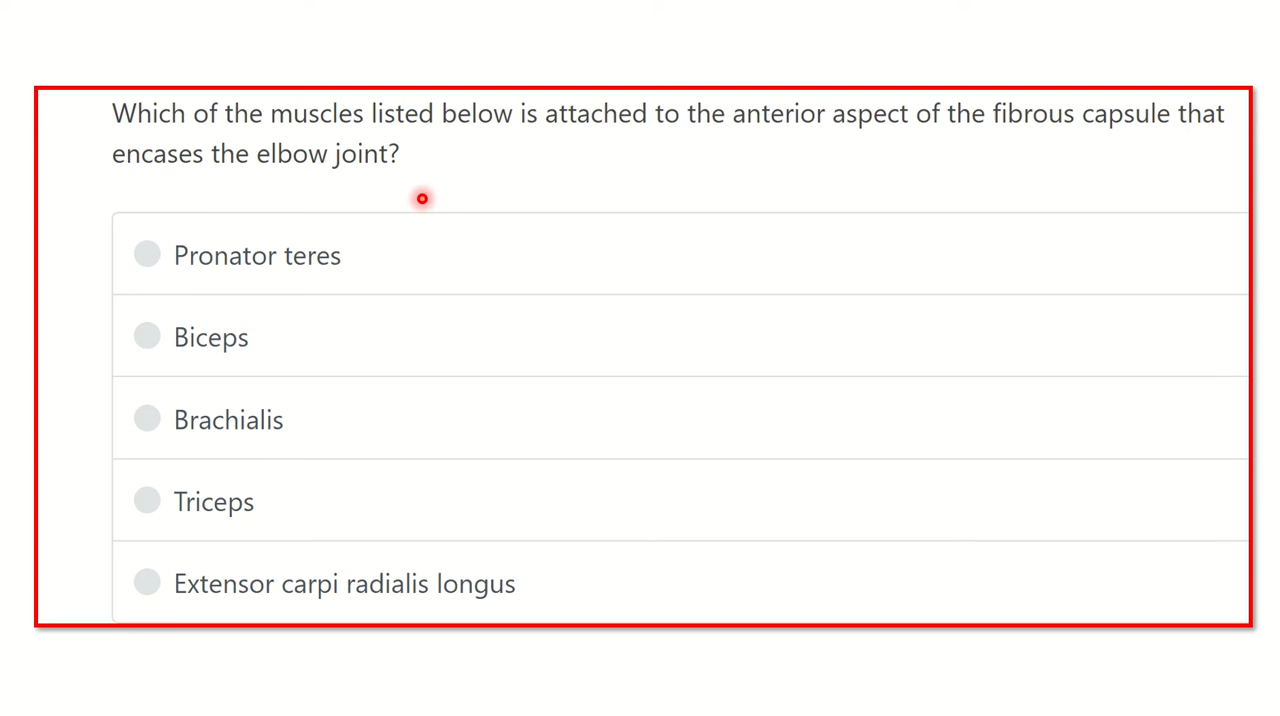 Which of the muscles listed below is attached to the anterior aspect of the fibrous capsule that
encases the elbow joint?
Pronator teres
Biceps
Brachialis
Triceps
Extensor carpi radialis longus